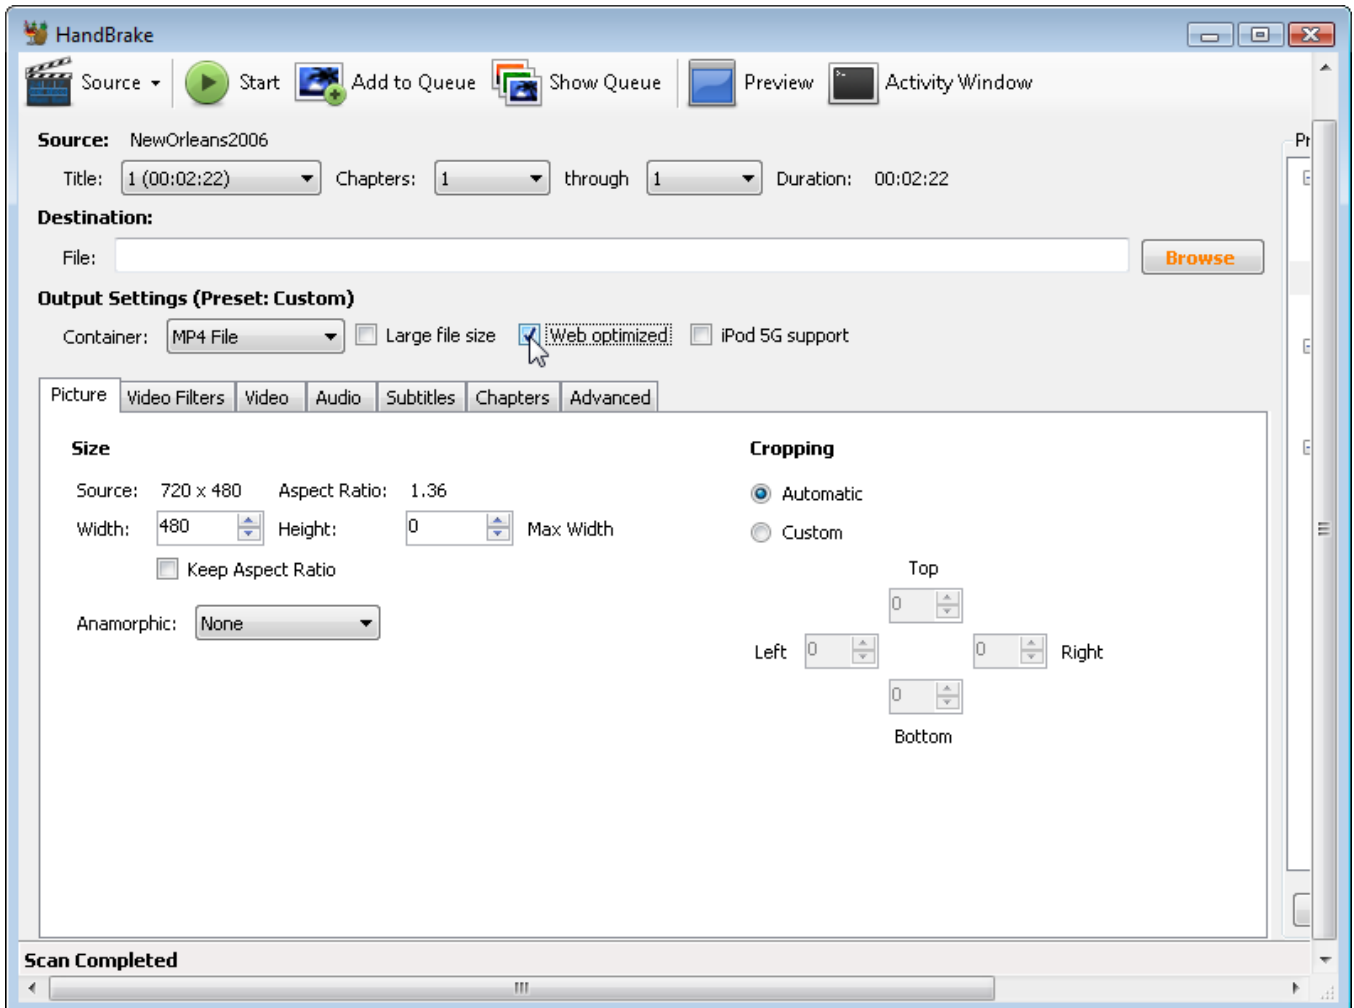 HandBrake
Source Start Add to Queue Show Queue Preview Activity Window
Source: NewOrleans2006
Title: 1 (00:02:22) Chapters: 1 through 1 Duration: 00:02:22
Destination:
File: Browse
Output Settings (Preset: Custom)
Container: MP4 File Large file size Web optimized iPod 5G support
Picture Video Filters Video Audio Subtitles Chapters Advanced
Size Cropping
Source: 720 x 480 Aspect Ratio: 1.36 Automatic
Width: 480 Height: 0 Max Width Custom
Keep Aspect Ratio Top
0
Anamorphic: None
Left 0 0 Right
0
Bottom
Scan Completed